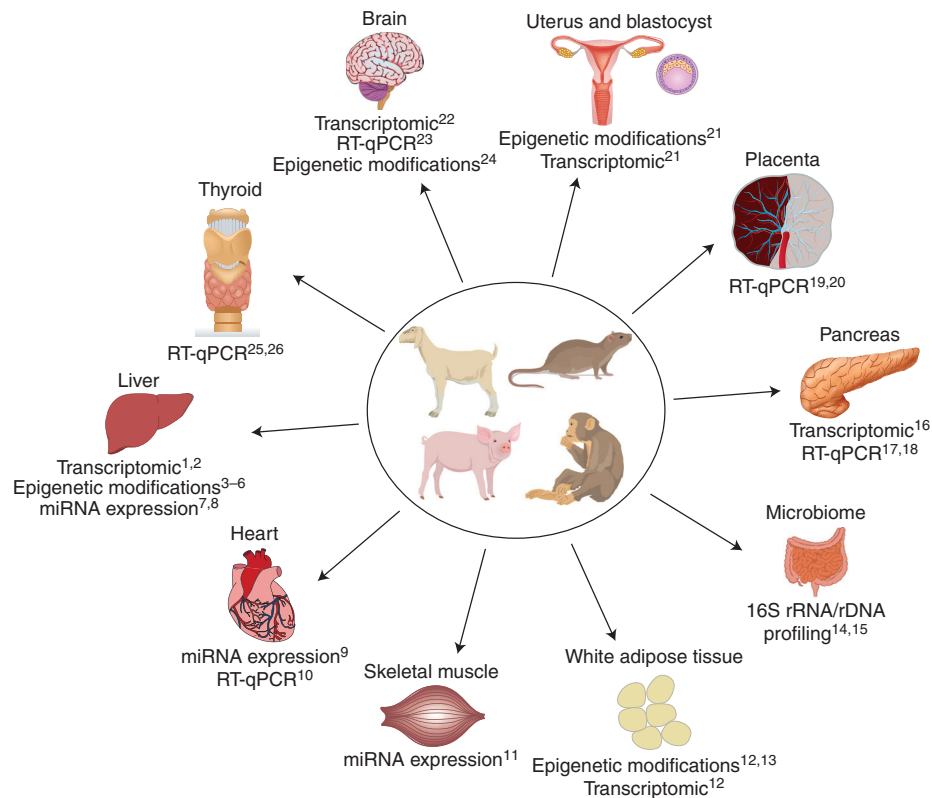 Brain
Transcriptomic22
RT-qPCR23
Epigenetic modifications24
Uterus and blastocyst
Epigenetic modifications21
Transcriptomic21
Placenta
RT-qPCR19,20
Thyroid
RT-qPCR25,26
Pancreas
Transcriptomic16
RT-qPCR17,18
Liver
Transcriptomic1,2
Epigenetic modifications3–6
miRNA expression7,8
Microbiome
16S rRNA/rDNA
profiling14,15
Heart
miRNA expression9
RT-qPCR10
Skeletal muscle
miRNA expression11
White adipose tissue
Epigenetic modifications12,13
Transcriptomic12